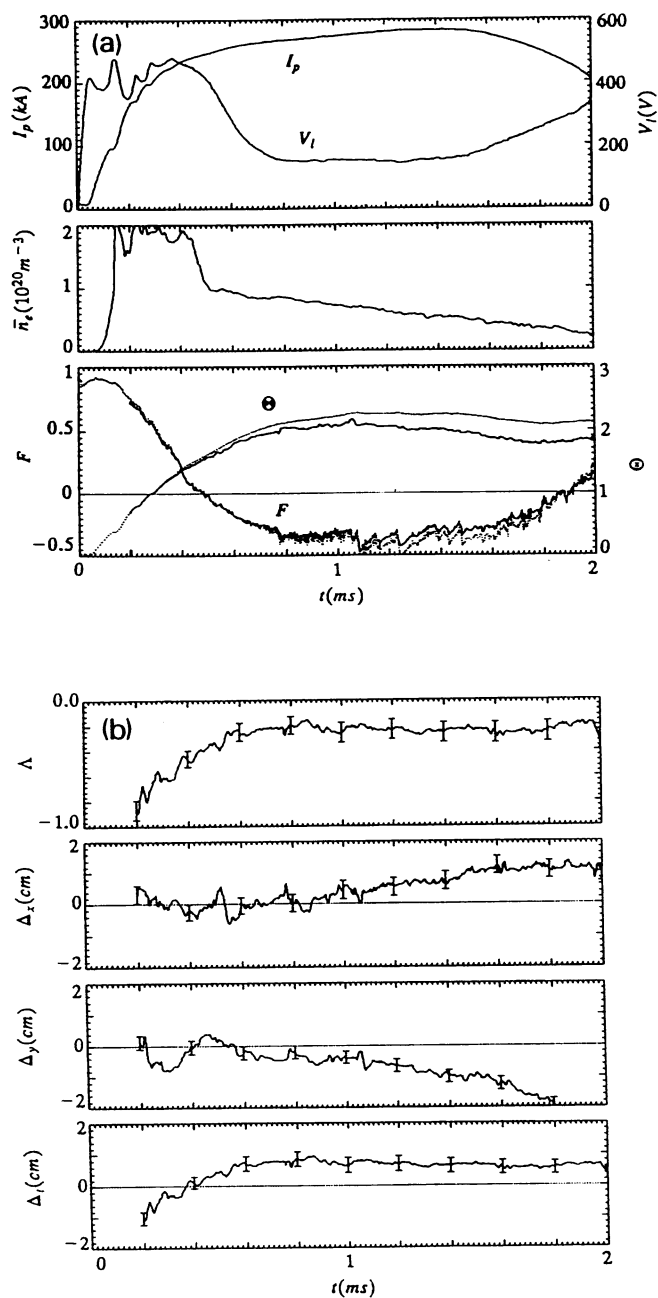 (a)
300
200
100
0
I_p(kA)
I_p
V_l
600
400
200
0
V_l(V)
2
1
0
n̄_e(10^20 m^−3)
1
0.5
0
−0.5
F
Θ
F
3
2
1
0
Θ
0
1
2
t(ms)
(b)
0.0
−1.0
Λ
2
0
−2
Δ_x(cm)
2
0
−2
Δ_y(cm)
2
0
−2
Δ_t(cm)
0
1
2
t(ms)